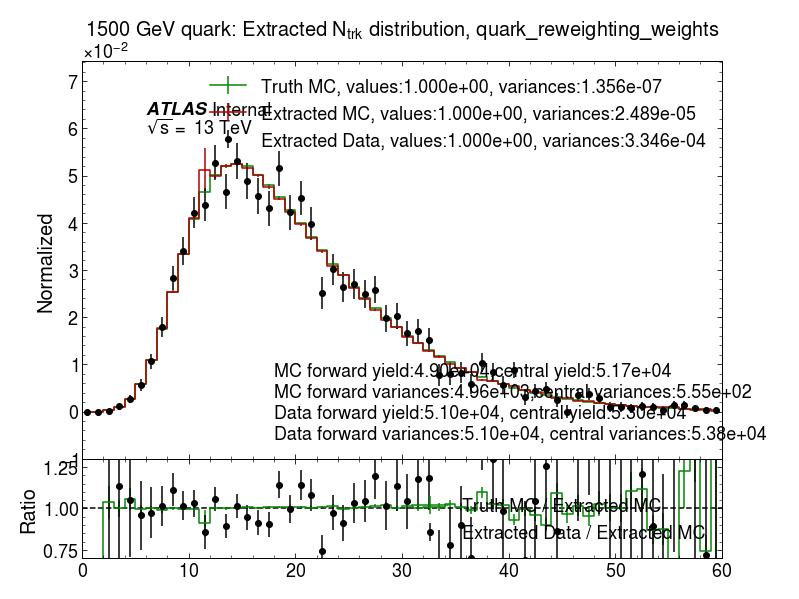 1500 GeV quark: Extracted Ntrk distribution, quark_reweighting_weights
×10−2
Truth MC, values:1.000e+00, variances:1.356e-07
ATLAS Internal
Extracted MC, values:1.000e+00, variances:2.489e-05
√s = 13 TeV
Extracted Data, values:1.000e+00, variances:3.346e-04
Normalized
7
6
5
4
3
2
1
0
MC forward yield:4.90e+04, central yield:5.17e+04
MC forward variances:4.96e+02, central variances:5.55e+02
Data forward yield:5.10e+04, central yield:5.30e+04
Data forward variances:5.10e+04, central variances:5.38e+04
Ratio
1.25
1.00
0.75
Truth MC / Extracted MC
Extracted Data / Extracted MC
0 10 20 30 40 50 60